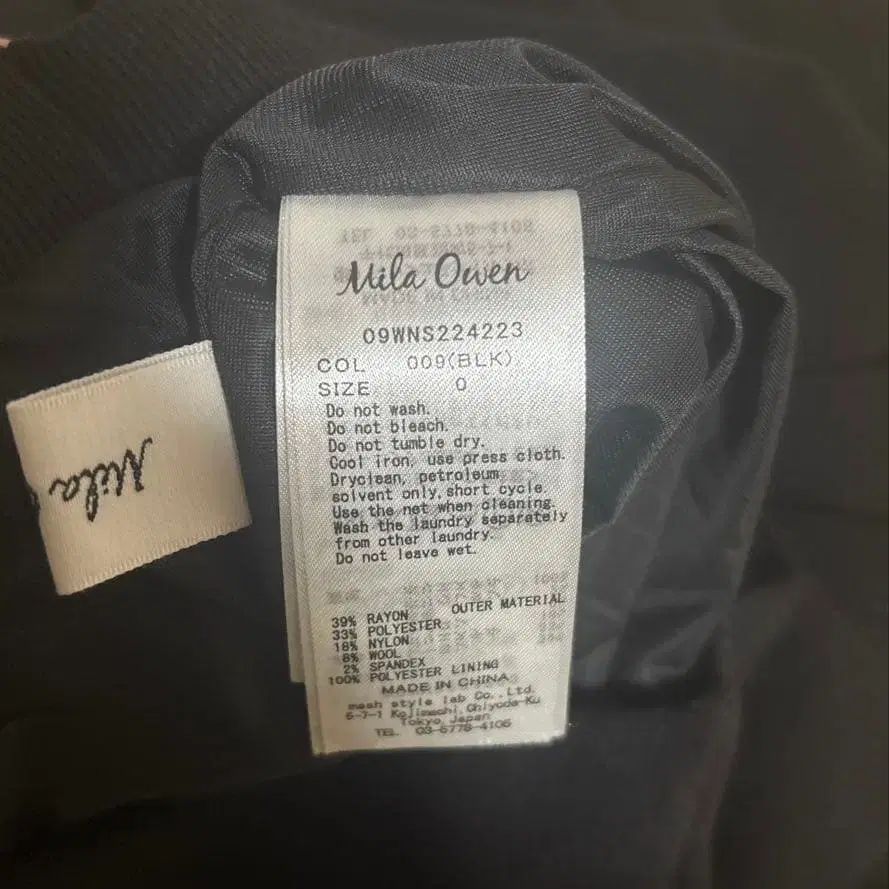 Mila Owen
09WNS224223
COL 009(BLK)
SIZE 0
Do not wash.
Do not bleach.
Do not tumble dry.
Cool iron, use press cloth.
Dryclean, petroleum
solvent only, short cycle.
Use the net when cleaning.
Wash the laundry separately
from other laundry.
Do not leave wet.
OUTER MATERIAL
39% RAYON
33% POLYESTER
18% NYLON
8% WOOL
2% SPANDEX
100% POLYESTER LINING
MADE IN CHINA
mash style lab Co.,Ltd.
5-7-1 Kojimachi, Chiyoda-Ku
Tokyo, Japan
TEL. 03-5778-4106
Mila